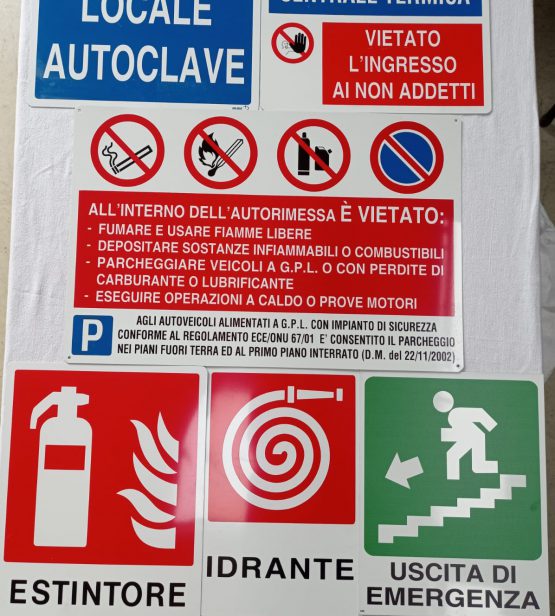 LOCALE
AUTOCLAVE
CENTRALE TERMICA
VIETATO
L'INGRESSO
AI NON ADDETTI
ALL'INTERNO DELL'AUTORIMESSA È VIETATO:
- FUMARE E USARE FIAMME LIBERE
- DEPOSITARE SOSTANZE INFIAMMABILI O COMBUSTIBILI
- PARCHEGGIARE VEICOLI A G.P.L. O CON PERDITE DI
CARBURANTE O LUBRIFICANTE
- ESEGUIRE OPERAZIONI A CALDO O PROVE MOTORI
P
AGLI AUTOVEICOLI ALIMENTATI A G.P.L. CON IMPIANTO DI SICUREZZA
CONFORME AL REGOLAMENTO ECE/ONU 67/01 E' CONSENTITO IL PARCHEGGIO
NEI PIANI FUORI TERRA ED AL PRIMO PIANO INTERRATO (D.M. del 22/11/2002)
ESTINTORE
IDRANTE
USCITA DI
EMERGENZA